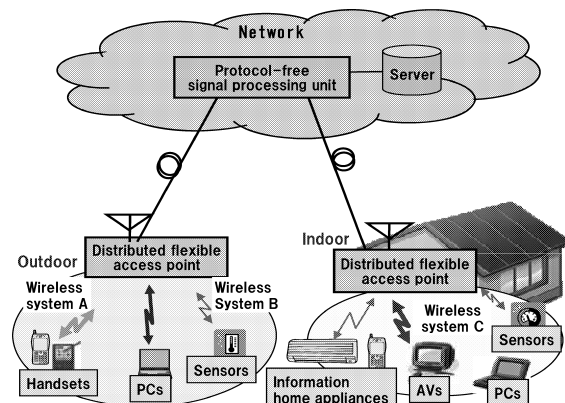 Network
Protocol-free
signal processing unit
Server
Indoor
Outdoor
Distributed flexible
access point
Distributed flexible
access point
Wireless
system A
Wireless
System B
Wireless
system C
Handsets
PCs
Sensors
Information
home appliances
AVs
PCs
Sensors